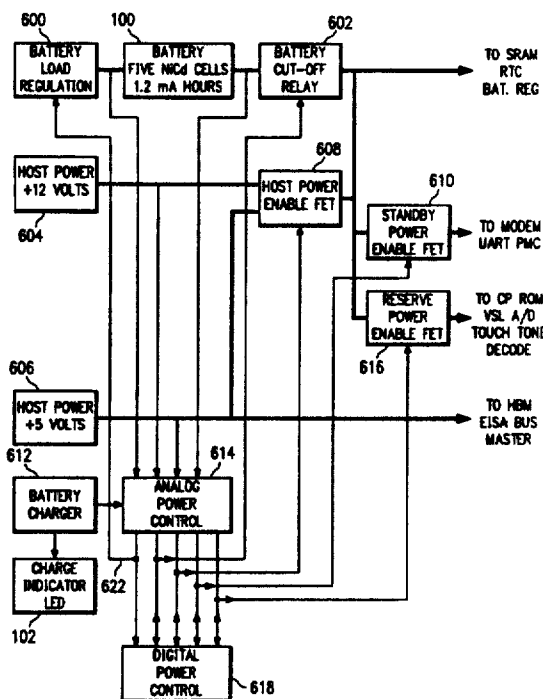 600
100
602
BATTERY
LOAD
REGULATION
BATTERY
FIVE NiCd CELLS
1.2 mA HOURS
BATTERY
CUT-OFF
RELAY
TO SRAM
RTC
BAT. REG
608
HOST POWER
+12 VOLTS
604
HOST POWER
ENABLE FET
610
STANDBY
POWER
ENABLE FET
TO MODEM
UART PMC
RESERVE
POWER
ENABLE FET
616
TO CP ROM
VSL A/D
TOUCH TONE
DECODE
606
HOST POWER
+5 VOLTS
TO HBM
EISA BUS
MASTER
612
BATTERY
CHARGER
614
ANALOG
POWER
CONTROL
CHARGE
INDICATOR
LED
102
622
DIGITAL
POWER
CONTROL
618